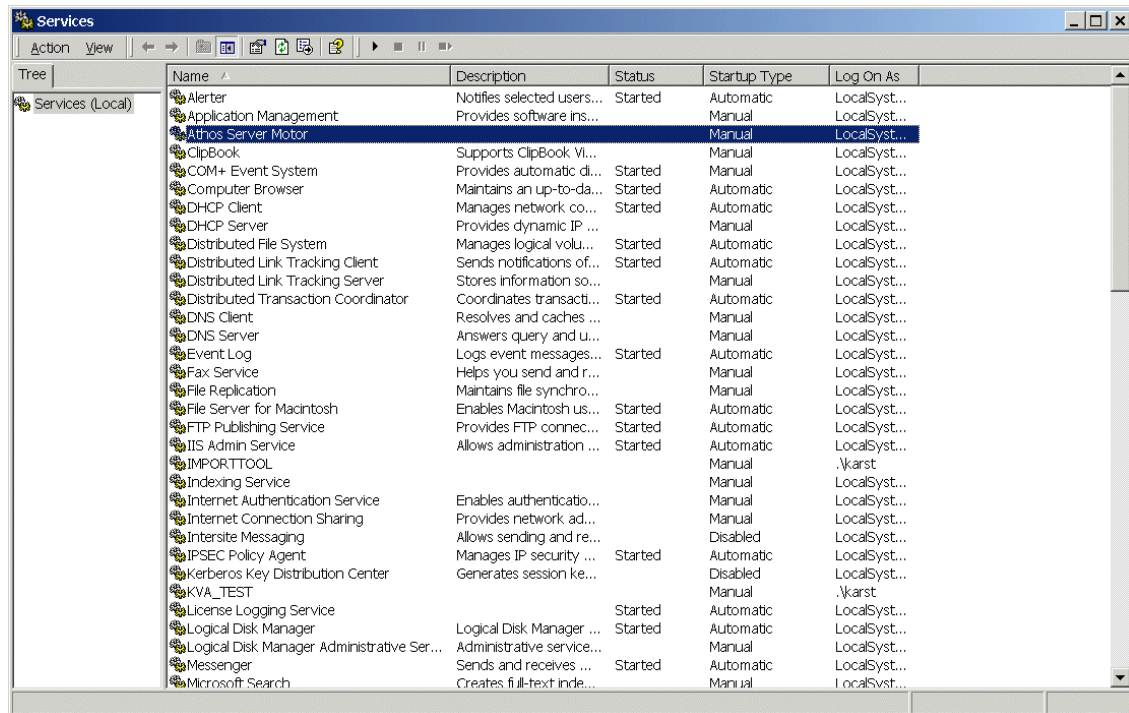 Services
Action View
Tree
Services (Local)
Name Description Status Startup Type Log On As
Alerter Notifies selected users... Started Automatic LocalSyst...
Application Management Provides software ins... Manual LocalSyst...
Athos Server Motor Manual LocalSyst...
ClipBook Supports ClipBook Vi... Manual LocalSyst...
COM+ Event System Provides automatic di... Started Manual LocalSyst...
Computer Browser Maintains an up-to-da... Started Automatic LocalSyst...
DHCP Client Manages network co... Started Automatic LocalSyst...
DHCP Server Provides dynamic IP ... Manual LocalSyst...
Distributed File System Manages logical volu... Started Automatic LocalSyst...
Distributed Link Tracking Client Sends notifications of... Started Automatic LocalSyst...
Distributed Link Tracking Server Stores information so... Manual LocalSyst...
Distributed Transaction Coordinator Coordinates transacti... Started Automatic LocalSyst...
DNS Client Resolves and caches ... Manual LocalSyst...
DNS Server Answers query and u... Manual LocalSyst...
Event Log Logs event messages... Started Automatic LocalSyst...
Fax Service Helps you send and r... Manual LocalSyst...
File Replication Maintains file synchro... Manual LocalSyst...
File Server for Macintosh Enables Macintosh us... Started Automatic LocalSyst...
FTP Publishing Service Provides FTP connec... Started Automatic LocalSyst...
IIS Admin Service Allows administration ... Started Automatic LocalSyst...
IMPORTTOOL Manual .\karst
Indexing Service Manual LocalSyst...
Internet Authentication Service Enables authenticatio... Manual LocalSyst...
Internet Connection Sharing Provides network ad... Manual LocalSyst...
Intersite Messaging Allows sending and re... Disabled LocalSyst...
IPSEC Policy Agent Manages IP security ... Started Automatic LocalSyst...
Kerberos Key Distribution Center Generates session ke... Disabled LocalSyst...
KVA_TEST Manual .\karst
License Logging Service Started Automatic LocalSyst...
Logical Disk Manager Logical Disk Manager ... Started Automatic LocalSyst...
Logical Disk Manager Administrative Ser... Administrative service... Manual LocalSyst...
Messenger Sends and receives ... Started Automatic LocalSyst...
Microsoft Search Creates full-text inde... Manual LocalSyst...